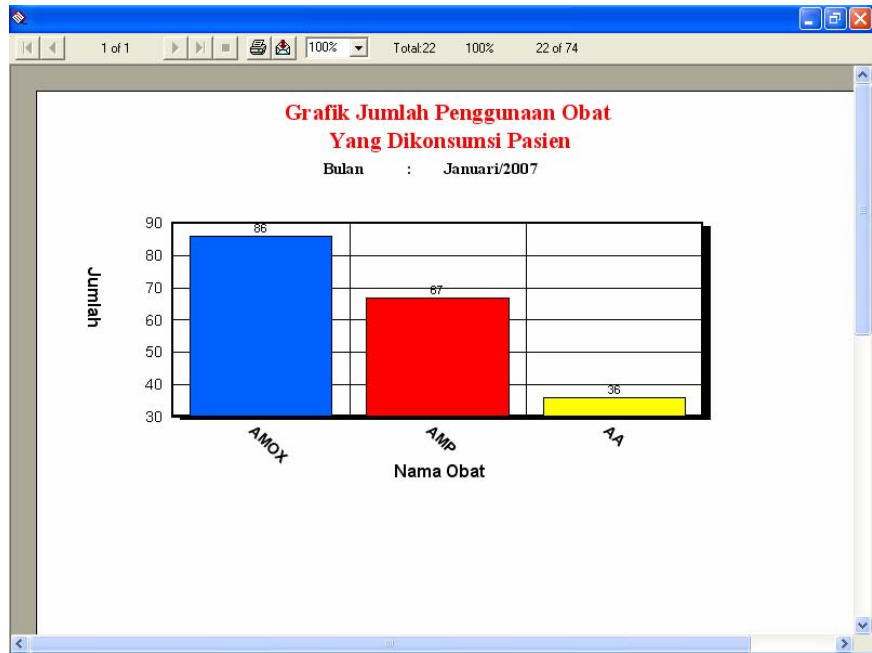 1 of 1 100% Total:22 100% 22 of 74
Grafik Jumlah Penggunaan Obat
Yang Dikonsumsi Pasien
Bulan : Januari/2007
90
86
80
70
67
60
50
40
36
30
Jumlah
AMOX AMP AA
Nama Obat